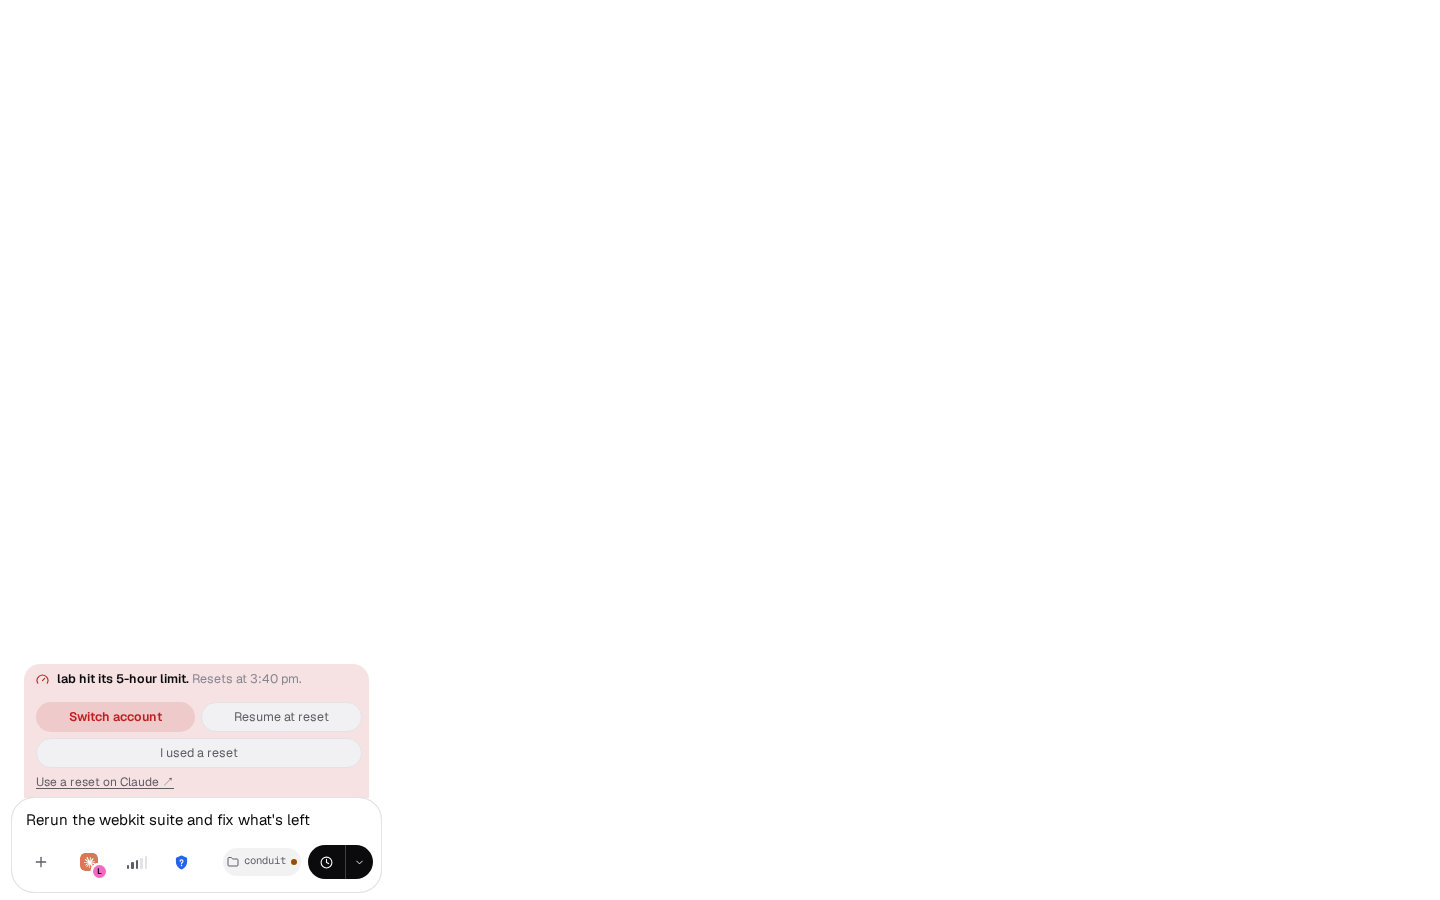 lab hit its 5-hour limit. Resets at 3:40 pm.
Switch account
Resume at reset
I used a reset
Use a reset on Claude ↗
Rerun the webkit suite and fix what's left
L
conduit